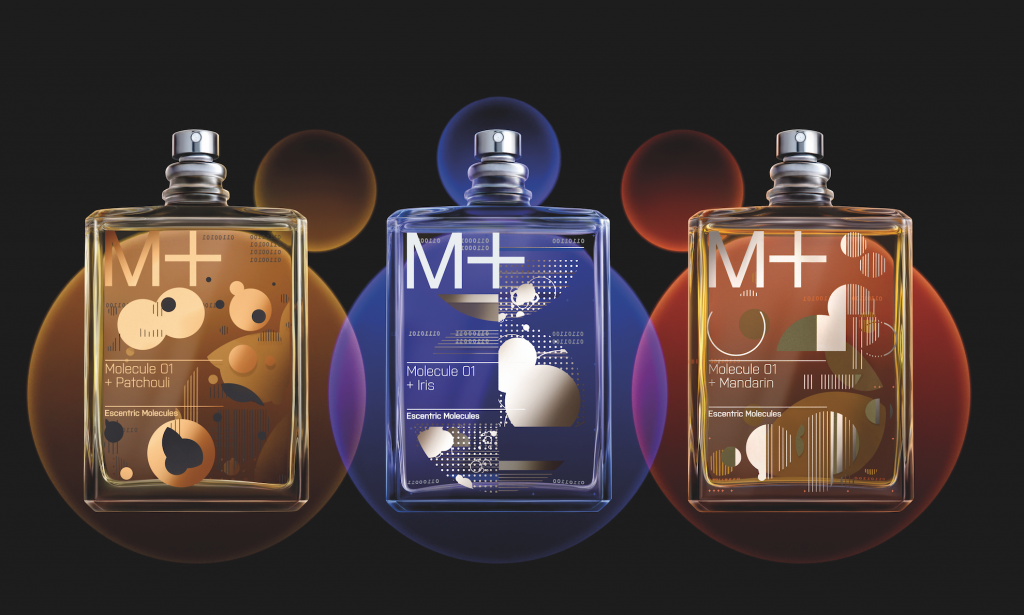 M+
Molecule 01
+ Patchouli
Escentric Molecules
M+
Molecule 01
+ Iris
Escentric Molecules
M+
Molecule 01
+ Mandarin
Escentric Molecules